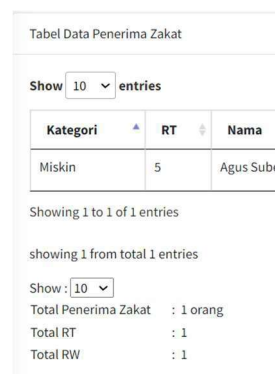 Tabel Data Penerima Zakat
Show 10 entries
Kategori RT Nama
Miskin 5 Agus
Showing 1 to 1 of 1 entries
showing 1 from total 1 entries
Show : 10
Total Penerima Zakat : 1 orang
Total RT : 1
Total RW : 1